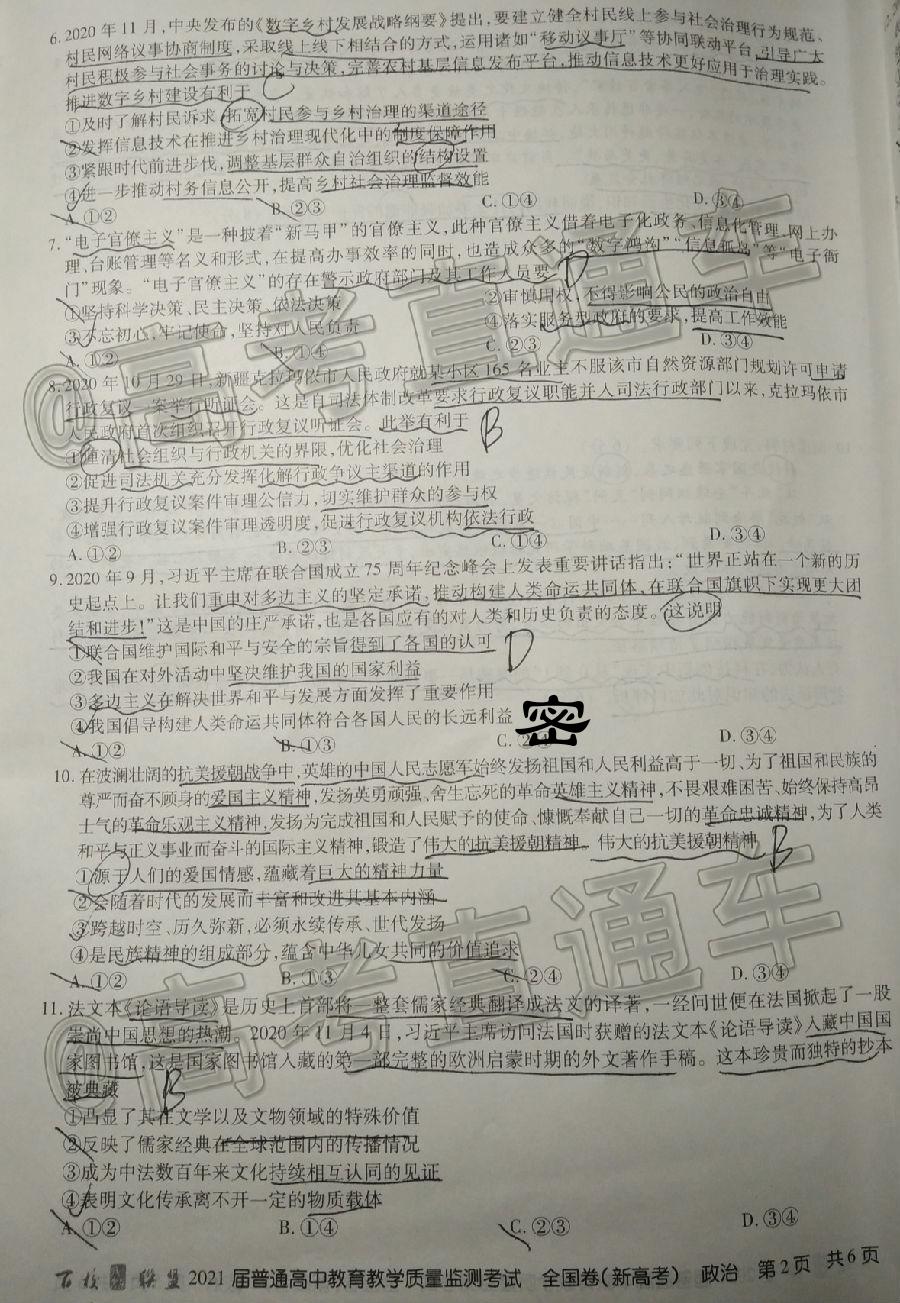 6. 2020 年 11 月,中央发布的《数字乡村发展战略纲要》提出,要建立健全村民线上参与社会治理行为规范、
村民网络议事协商制度,采取线上线下相结合的方式,运用诸如“移动议事厅”等协同联动平台,引导广大
村民积极参与社会事务的讨论与决策,完善农村基层信息发布平台,推动信息技术更好应用于治理实践。
推进数字乡村建设有利于 C
①及时了解村民诉求,拓宽村民参与乡村治理的渠道途径
②发挥信息技术在推进乡村治理现代化中的制度保障作用
③紧跟时代前进步伐,调整基层群众自治组织的结构设置
④进一步推动村务信息公开,提高乡村社会治理监督效能
A. ①② B. ②③ C. ①④ D. ③④
7. “电子官僚主义”是一种披着“新马甲”的官僚主义,此种官僚主义借着电子化政务、信息化管理、网上办
理、台账管理等名义和形式,在提高办事效率的同时,也造成众多的“数字鸿沟”“信息孤岛”等“电子衙
门”现象。“电子官僚主义”的存在警示政府部门及其工作人员要 D
①坚持科学决策、民主决策、依法决策 ②审慎用权,不得影响公民的政治自由
③不忘初心,牢记使命,坚持对人民负责 ④落实服务型政府的要求,提高工作效能
A. ①② B. ①④ C. ②③ D. ③④
8. 2020 年 10 月 29 日,新疆克拉玛依市人民政府就某小区 165 名业主不服该市自然资源部门规划许可申请
行政复议一案举行听证会。这是自司法体制改革要求行政复议职能并入司法行政部门以来,克拉玛依市
人民政府首次组织召开行政复议听证会。此举有利于 B
①理清社会组织与行政机关的界限,优化社会治理
②促进司法机关充分发挥化解行政争议主渠道的作用
③提升行政复议案件审理公信力,切实维护群众的参与权
④增强行政复议案件审理透明度,促进行政复议机构依法行政
A. ①② B. ②③ C. ①④ D. ③④
9. 2020 年 9 月,习近平主席在联合国成立 75 周年纪念峰会上发表重要讲话指出:“世界正站在一个新的历
史起点上。让我们重申对多边主义的坚定承诺,推动构建人类命运共同体,在联合国旗帜下实现更大团
结和进步!”这是中国的庄严承诺,也是各国应有的对人类和历史负责的态度。这说明
①联合国维护国际和平与安全的宗旨得到了各国的认可 D
②我国在对外活动中坚决维护我国的国家利益
③多边主义在解决世界和平与发展方面发挥了重要作用
④我国倡导构建人类命运共同体符合各国人民的长远利益
密
A. ①② B. ①③ C. ② D. ③④
10. 在波澜壮阔的抗美援朝战争中,英雄的中国人民志愿军始终发扬祖国和人民利益高于一切、为了祖国和民族的
尊严而奋不顾身的爱国主义精神,发扬英勇顽强、舍生忘死的革命英雄主义精神,不畏艰难困苦、始终保持高昂
士气的革命乐观主义精神,发扬为完成祖国和人民赋予的使命、慷慨奉献自己一切的革命忠诚精神,为了人类
和平与正义事业而奋斗的国际主义精神,锻造了伟大的抗美援朝精神。伟大的抗美援朝精神 B
①源于人们的爱国情感,蕴藏着巨大的精神力量
②会随着时代的发展而丰富和改进其基本内涵
③跨越时空、历久弥新,必须永续传承、世代发扬
④是民族精神的组成部分,蕴含中华儿女共同的价值追求
A. ①② B. ①③ C. ②④ D. ③④
11. 法文本《论语导读》是历史上首部将一整套儒家经典翻译成法文的译著,一经问世便在法国掀起了一股
崇尚中国思想的热潮。2020 年 11 月 4 日,习近平主席访问法国时获赠的法文本《论语导读》入藏中国国
家图书馆,这是国家图书馆入藏的第一部完整的欧洲启蒙时期的外文著作手稿。这本珍贵而独特的抄本
被典藏 B
①凸显了其在文学以及文物领域的特殊价值
②反映了儒家经典在全球范围内的传播情况
③成为中法数百年来文化持续相互认同的见证
④表明文化传承离不开一定的物质载体
A. ①② B. ①④ C. ②③ D. ③④
百校联盟 2021 届普通高中教育教学质量监测考试 全国卷(新高考) 政治 第 2 页 共 6 页
@高考直通车
@高考直通车